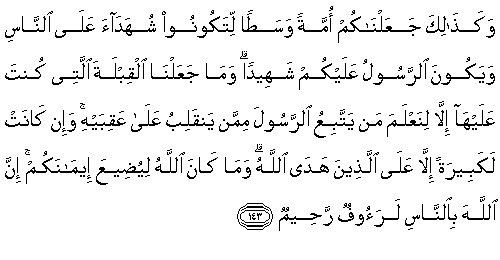 وَكَذَٰلِكَ جَعَلْنَـٰكُمْ أُمَّةً وَسَطًا لِّتَكُونُوا۟ شُهَدَآءَ عَلَى ٱلنَّاسِ
وَيَكُونَ ٱلرَّسُولُ عَلَيْكُمْ شَهِيدًا ۗ وَمَا جَعَلْنَا ٱلْقِبْلَةَ ٱلَّتِى كُنتَ
عَلَيْهَآ إِلَّا لِنَعْلَمَ مَن يَتَّبِعُ ٱلرَّسُولَ مِمَّن يَنقَلِبُ عَلَىٰ عَقِبَيْهِ ۚ وَإِن كَانَتْ
لَكَبِيرَةً إِلَّا عَلَى ٱلَّذِينَ هَدَى ٱللَّهُ ۗ وَمَا كَانَ ٱللَّهُ لِيُضِيعَ إِيمَـٰنَكُمْ ۚ إِنَّ
ٱللَّهَ بِٱلنَّاسِ لَرَءُوفٌ رَّحِيمٌ ﴿١٤٣﴾